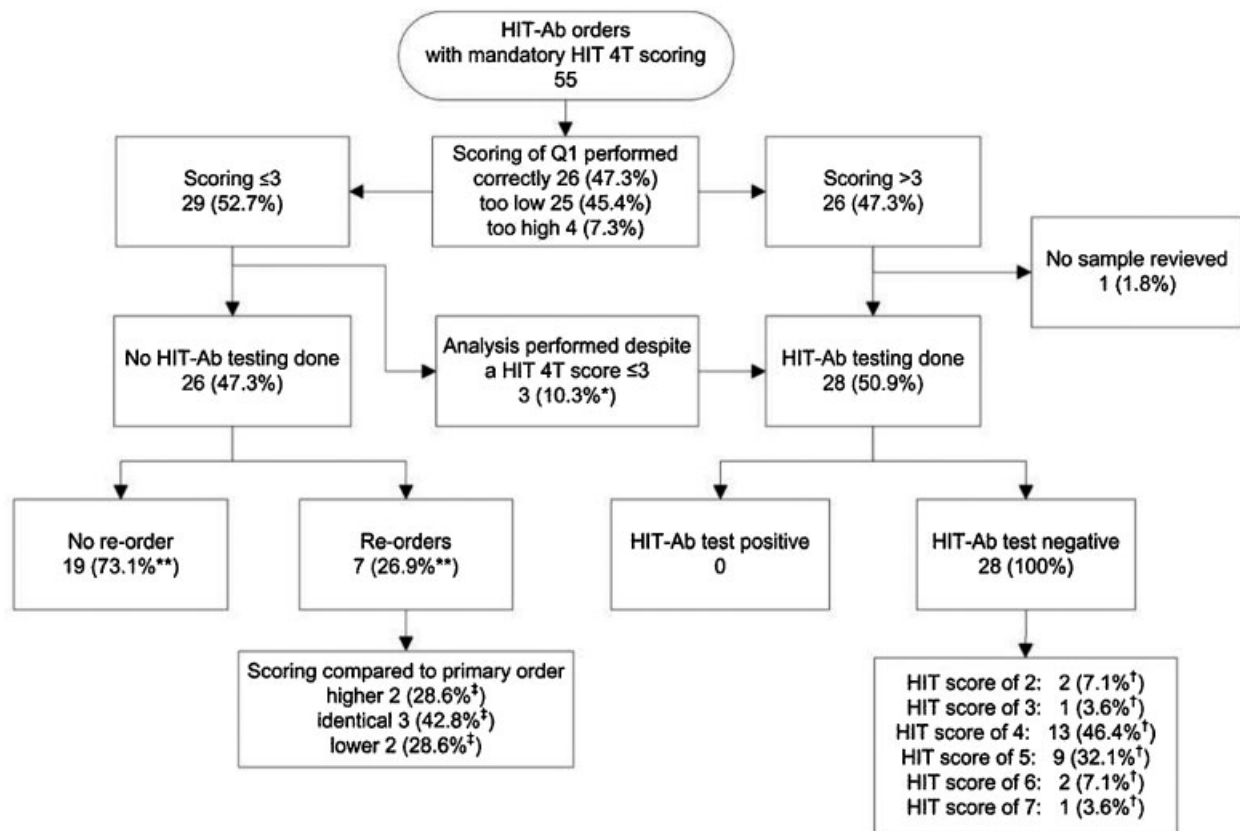 HIT-Ab orders
with mandatory HIT 4T scoring
55
Scoring ≤3
29 (52.7%)
Scoring of Q1 performed
correctly 26 (47.3%)
too low 25 (45.4%)
too high 4 (7.3%)
Scoring >3
26 (47.3%)
No sample revieved
1 (1.8%)
No HIT-Ab testing done
26 (47.3%)
Analysis performed despite
a HIT 4T score ≤3
3 (10.3%*)
HIT-Ab testing done
28 (50.9%)
No re-order
19 (73.1%**)
Re-orders
7 (26.9%**)
HIT-Ab test positive
0
HIT-Ab test negative
28 (100%)
Scoring compared to primary order
higher 2 (28.6%‡)
identical 3 (42.8%‡)
lower 2 (28.6%‡)
HIT score of 2: 2 (7.1%†)
HIT score of 3: 1 (3.6%†)
HIT score of 4: 13 (46.4%†)
HIT score of 5: 9 (32.1%†)
HIT score of 6: 2 (7.1%†)
HIT score of 7: 1 (3.6%†)